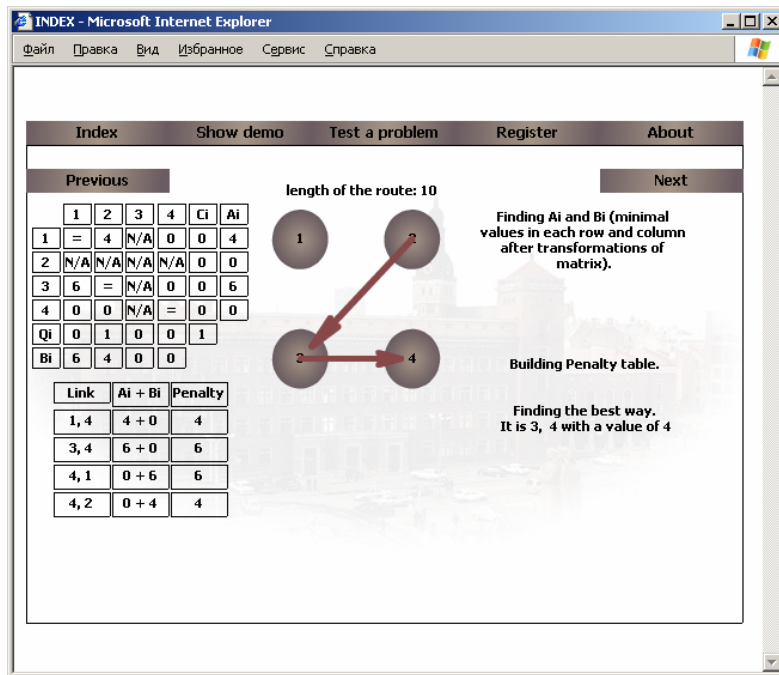 INDEX - Microsoft Internet Explorer
Файл Правка Вид Избранное Сервис Справка
Index Show demo Test a problem Register About
Previous Next
length of the route: 10
1 2 3 4 Ci Ai
1 = 4 N/A 0 0 4
2 N/A N/A N/A N/A 0 0
3 6 = N/A 0 0 6
4 0 0 N/A = 0 0
Qi 0 1 0 0 1
Bi 6 4 0 0
Link Ai + Bi Penalty
1, 4 4 + 0 4
3, 4 6 + 0 6
4, 1 0 + 6 6
4, 2 0 + 4 4
1 2
3 4
Finding Ai and Bi (minimal
values in each row and column
after transformations of
matrix).
Building Penalty table.
Finding the best way.
It is 3, 4 with a value of 4